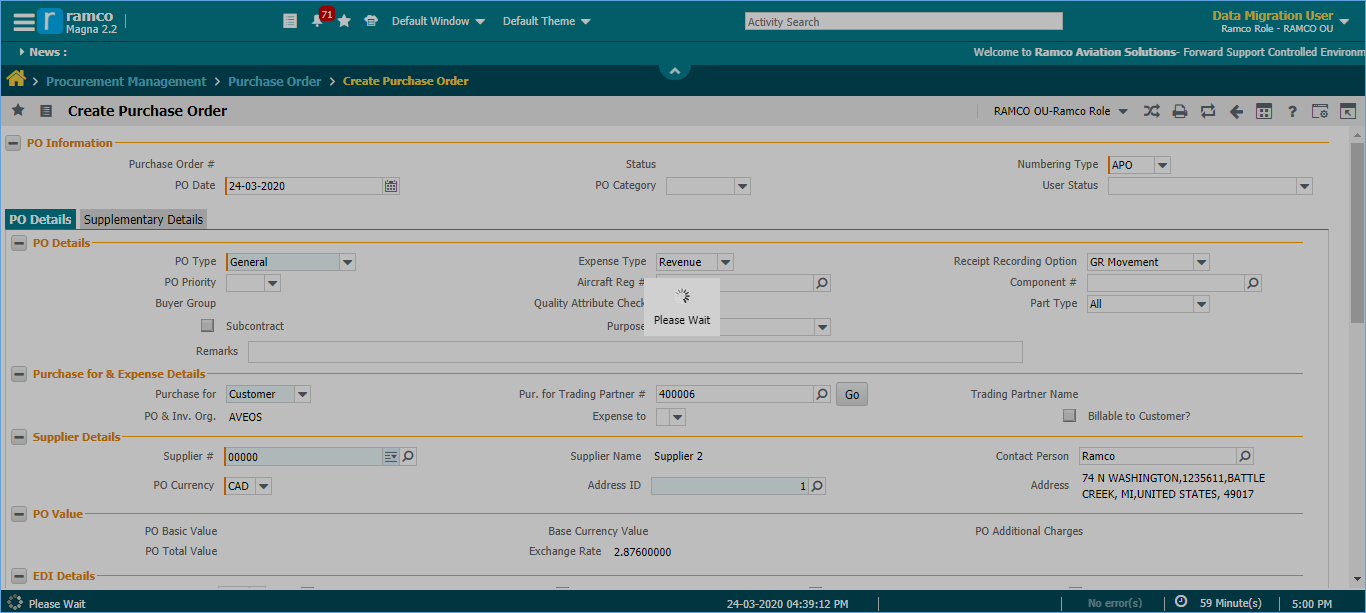 ramco
Magna 2.2
71
Default Window
Default Theme
Activity Search
Data Migration User
Ramco Role - RAMCO OU
News :
Welcome to Ramco Aviation Solutions- Forward Support Controlled Environm
Procurement Management > Purchase Order > Create Purchase Order
Create Purchase Order
RAMCO OU-Ramco Role
PO Information
Purchase Order #
Status
Numbering Type APO
PO Date 24-03-2020
PO Category
User Status
PO Details
Supplementary Details
PO Details
PO Type General
Expense Type Revenue
Receipt Recording Option GR Movement
PO Priority
Aircraft Reg #
Component #
Buyer Group
Quality Attribute Check
Part Type All
Subcontract
Purpose
Please Wait
Remarks
Purchase for & Expense Details
Purchase for Customer
Pur. for Trading Partner # 400006 Go
Trading Partner Name
PO & Inv. Org. AVEOS
Expense to
Billable to Customer?
Supplier Details
Supplier # 00000
Supplier Name Supplier 2
Contact Person Ramco
PO Currency CAD
Address ID 1
Address 74 N WASHINGTON,1235611,BATTLE
CREEK, MI,UNITED STATES, 49017
PO Value
PO Basic Value
Base Currency Value
PO Additional Charges
PO Total Value
Exchange Rate 2.87600000
EDI Details
Please Wait
24-03-2020 04:39:12 PM
No error(s)
59 Minute(s)
5:00 PM